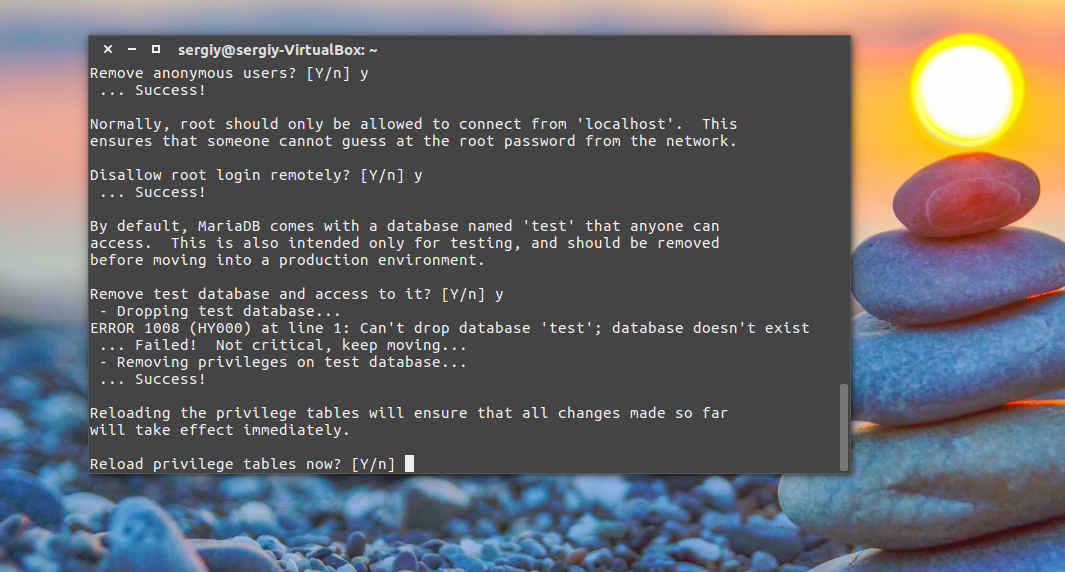 sergiy@sergiy-VirtualBox: ~
Remove anonymous users? [Y/n] y
 ... Success!
Normally, root should only be allowed to connect from 'localhost'.  This
ensures that someone cannot guess at the root password from the network.
Disallow root login remotely? [Y/n] y
 ... Success!
By default, MariaDB comes with a database named 'test' that anyone can
access.  This is also intended only for testing, and should be removed
before moving into a production environment.
Remove test database and access to it? [Y/n] y
 - Dropping test database...
ERROR 1008 (HY000) at line 1: Can't drop database 'test'; database doesn't exist
 ... Failed!  Not critical, keep moving...
 - Removing privileges on test database...
 ... Success!
Reloading the privilege tables will ensure that all changes made so far
will take effect immediately.
Reload privilege tables now? [Y/n]